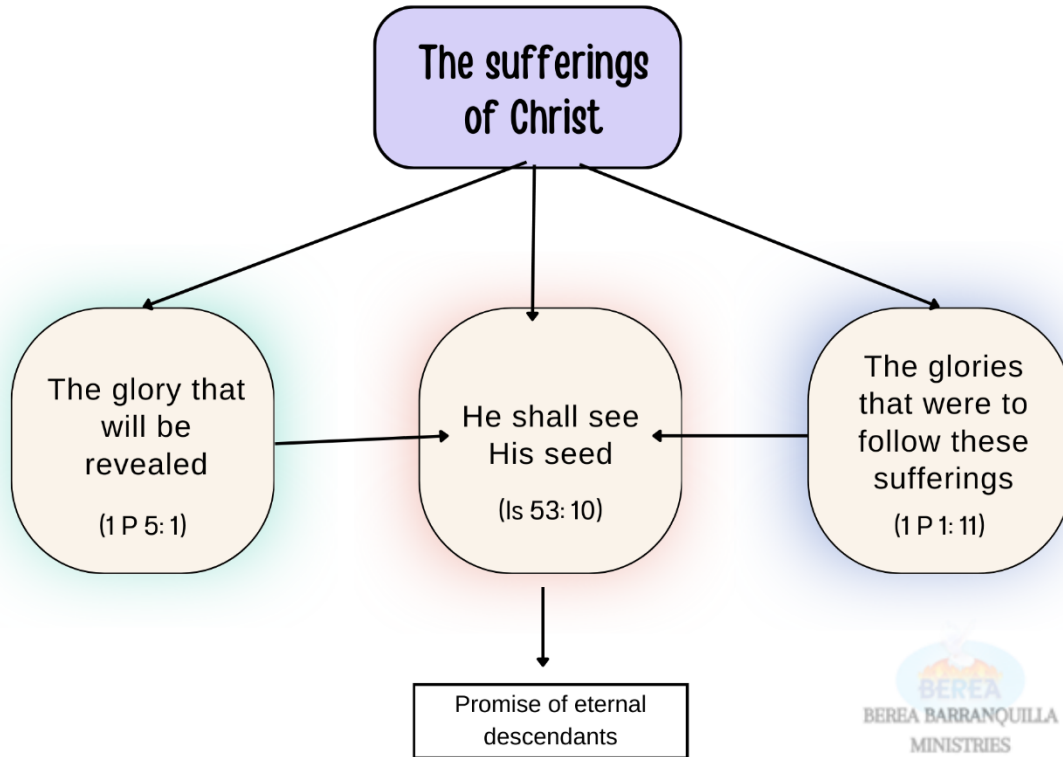 The sufferings
of Christ
The glory that
will be
revealed
(1 P 5: 1)
He shall see
His seed
(Is 53: 10)
The glories
that were to
follow these
sufferings
(1 P 1: 11)
Promise of eternal
descendants
BEREA
BEREA BARRANQUILLA
MINISTRIES